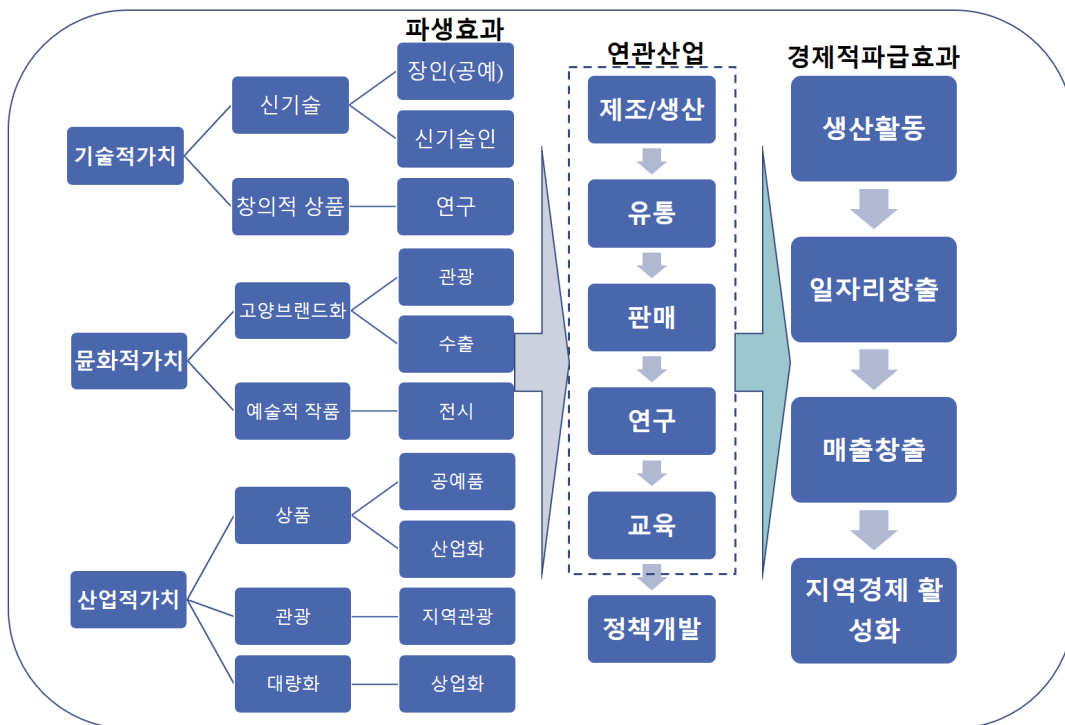 파생효과
연관산업
경제적파급효과
기술적가치
신기술
장인(공예)
신기술인
창의적 상품
연구
뮨화적가치
고양브랜드화
관광
수출
예술적 작품
전시
산업적가치
상품
공예품
산업화
관광
지역관광
대량화
상업화
제조/생산
유통
판매
연구
교육
정책개발
생산활동
일자리창출
매출창출
지역경제 활
성화